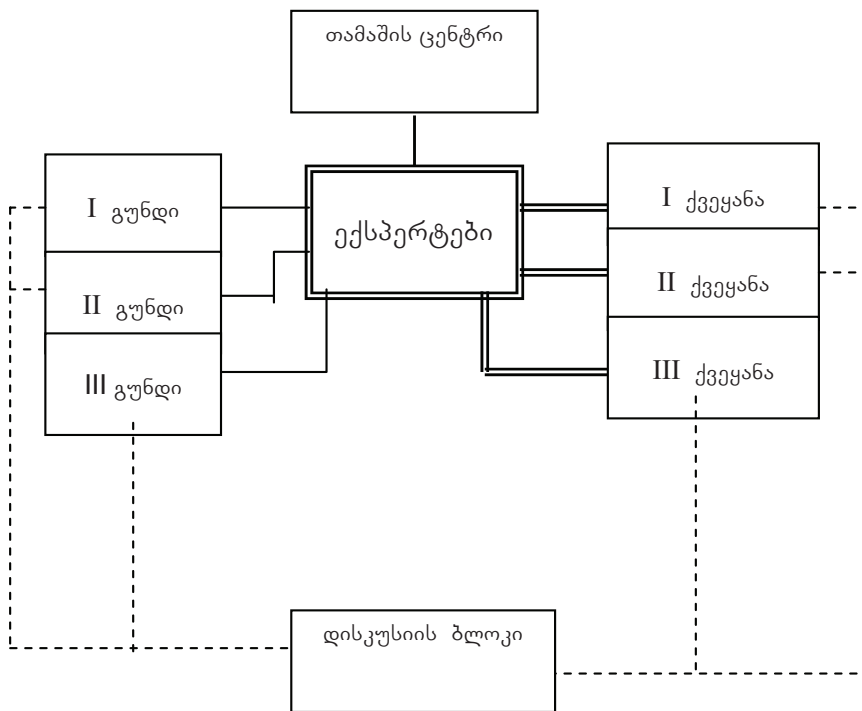 თამაშის ცენტრი
I გუნდი
ექსპერტები
I ქვეყანა
II გუნდი
II ქვეყანა
III გუნდი
III ქვეყანა
დისკუსიის ბლოკი